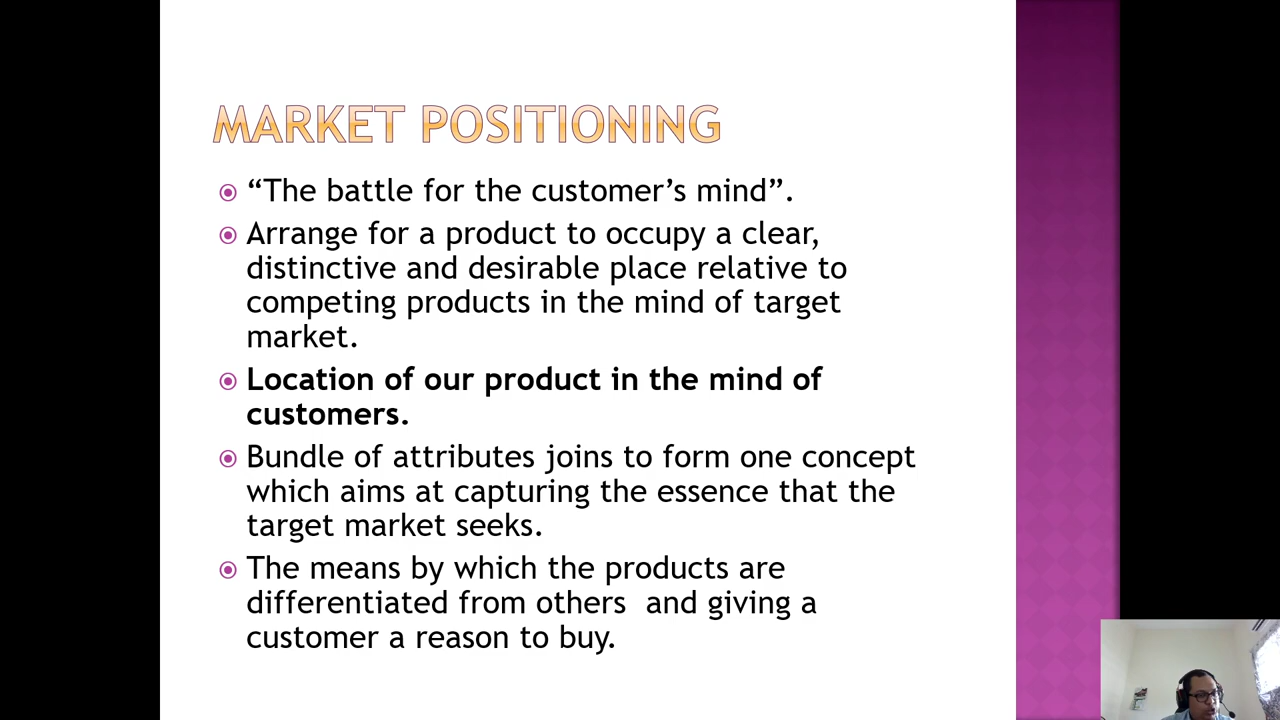 MARKET POSITIONING
“The battle for the customer’s mind”.
Arrange for a product to occupy a clear,
distinctive and desirable place relative to
competing products in the mind of target
market.
Location of our product in the mind of
customers.
Bundle of attributes joins to form one concept
which aims at capturing the essence that the
target market seeks.
The means by which the products are
differentiated from others  and giving a
customer a reason to buy.